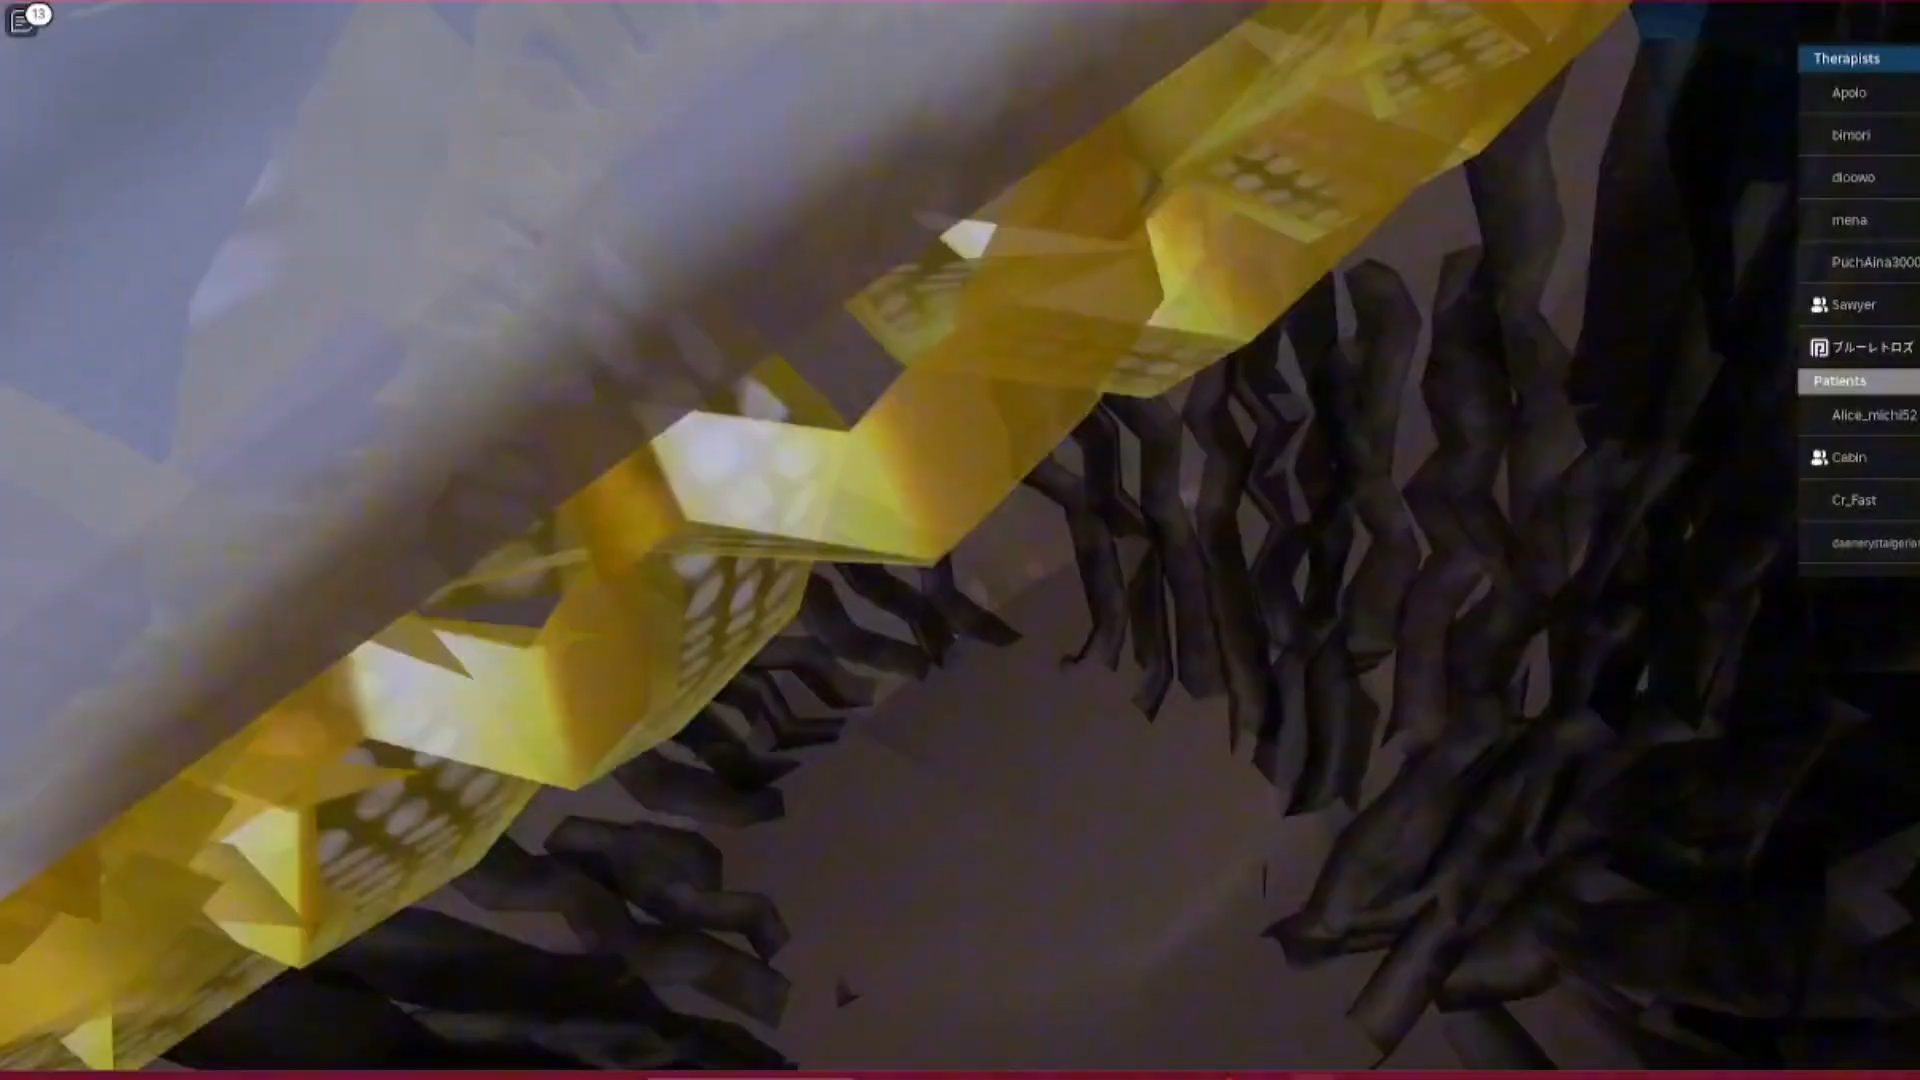 13
Therapists
Apolo
bimori
dioowo
mena
PuchAina3000
Sawyer
ブルーレトロズ
Patients
Alice_michi52
Cabin
Cr_Fast